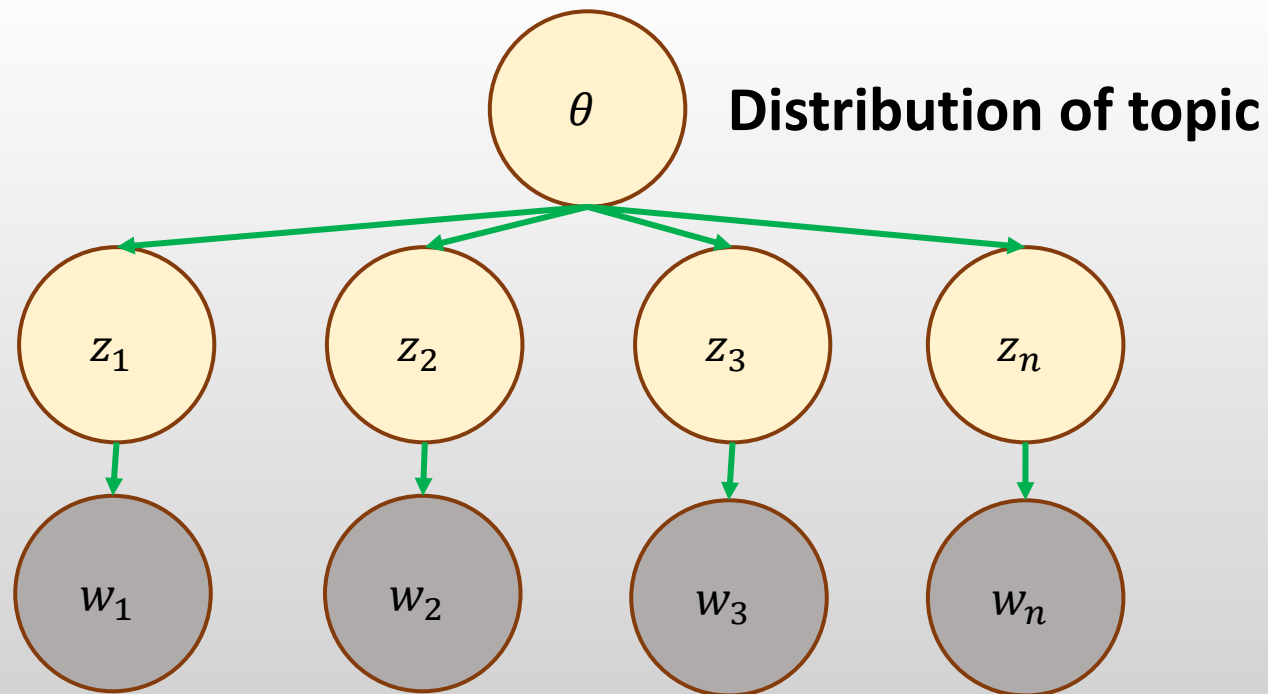 θ
Distribution of topic
z₁ z₂ z₃ zₙ
w₁ w₂ w₃ wₙ